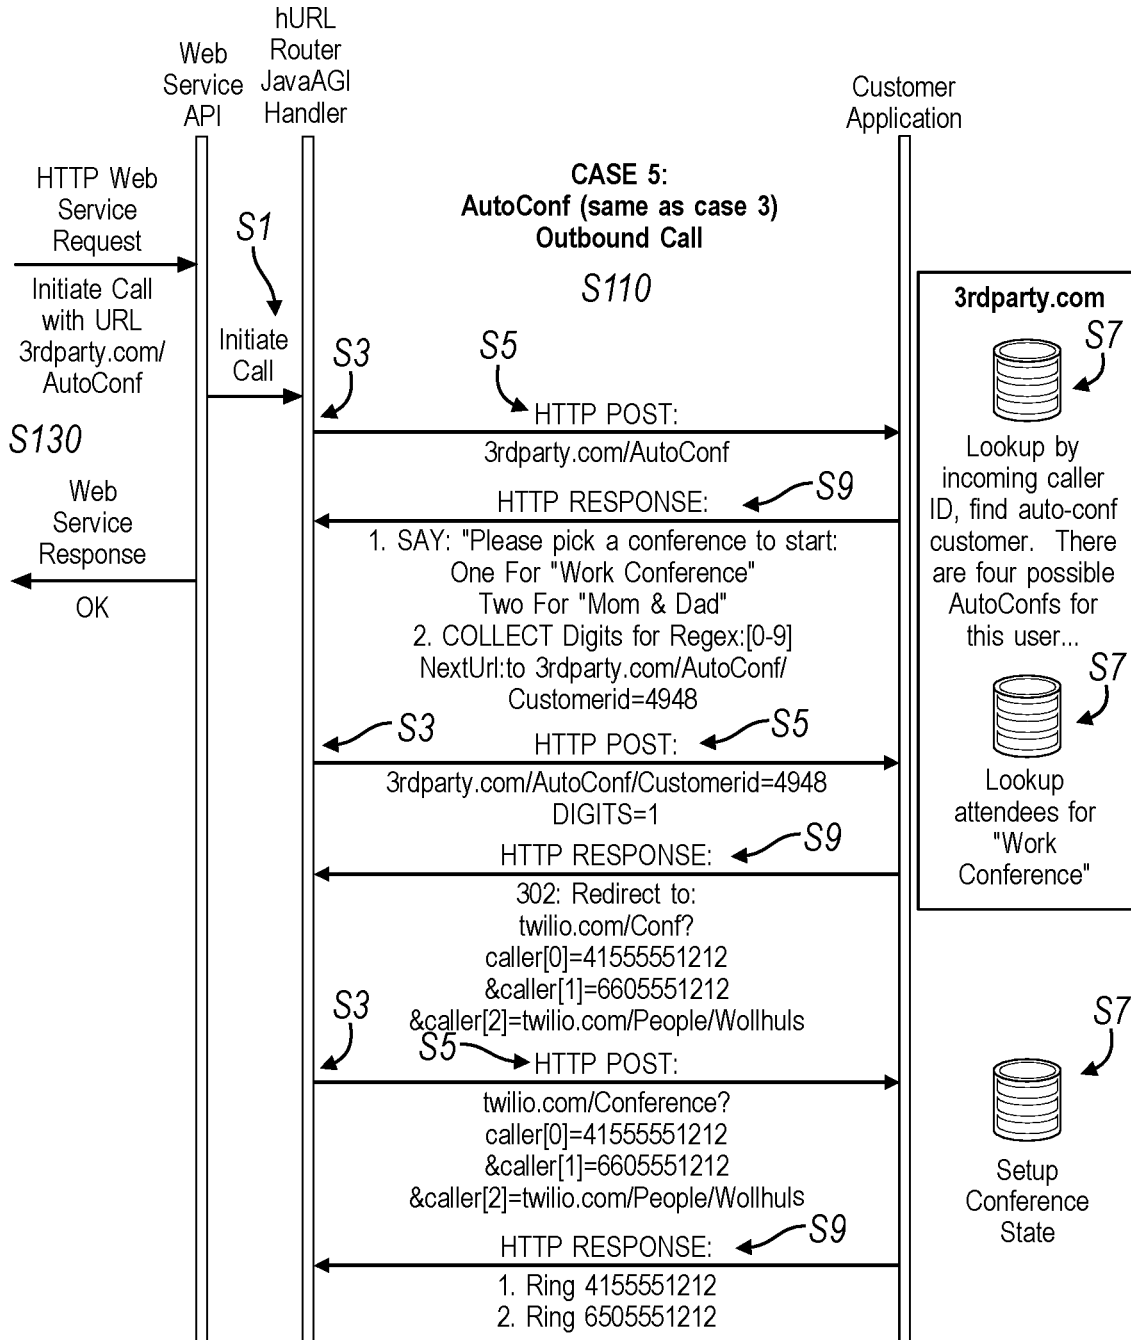 hURL
Router
JavaAGI
Handler
Web
Service
API
Customer
Application
HTTP Web
Service
Request
Initiate Call
with URL
3rdparty.com/
AutoConf
S1
Initiate
Call
CASE 5:
AutoConf (same as case 3)
Outbound Call
S110
S3
S5
HTTP POST:
3rdparty.com/AutoConf
3rdparty.com
S7
Lookup by
incoming caller
ID, find auto-conf
customer. There
are four possible
AutoConfs for
this user...
S130
Web
Service
Response
OK
HTTP RESPONSE:
S9
1. SAY: "Please pick a conference to start:
One For "Work Conference"
Two For "Mom & Dad"
2. COLLECT Digits for Regex:[0-9]
NextUrl:to 3rdparty.com/AutoConf/
Customerid=4948
S7
Lookup
attendees for
"Work
Conference"
S3
HTTP POST:
S5
3rdparty.com/AutoConf/Customerid=4948
DIGITS=1
HTTP RESPONSE:
S9
302: Redirect to:
twilio.com/Conf?
caller[0]=41555551212
&caller[1]=6605551212
&caller[2]=twilio.com/People/Wollhuls
S3
S5
HTTP POST:
twilio.com/Conference?
caller[0]=41555551212
&caller[1]=6605551212
&caller[2]=twilio.com/People/Wollhuls
S7
Setup
Conference
State
HTTP RESPONSE:
S9
1. Ring 4155551212
2. Ring 6505551212